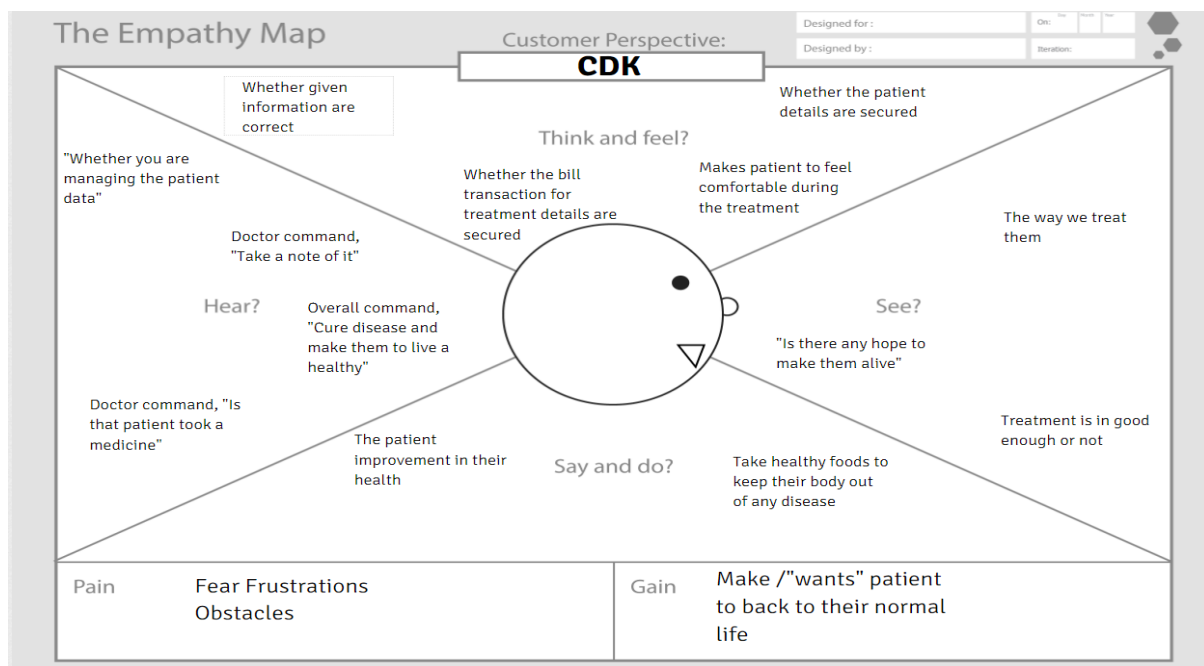 The Empathy Map
Customer Perspective:
CDK
Designed for :
Designed by :
On:
Day
Month
Year
Iteration:
Whether given
information are
correct
Think and feel?
Whether the patient
details are secured
Whether the bill
transaction for
treatment details are
secured
Makes patient to feel
comfortable during
the treatment
"Whether you are
managing the patient
data"
Doctor command,
"Take a note of it"
Hear?
Overall command,
"Cure disease and
make them to live a
healthy"
Doctor command, "Is
that patient took a
medicine"
The way we treat
them
See?
"Is there any hope to
make them alive"
Treatment is in good
enough or not
The patient
improvement in their
health
Say and do?
Take healthy foods to
keep their body out
of any disease
Pain
Fear Frustrations
Obstacles
Gain
Make /"wants" patient
to back to their normal
life